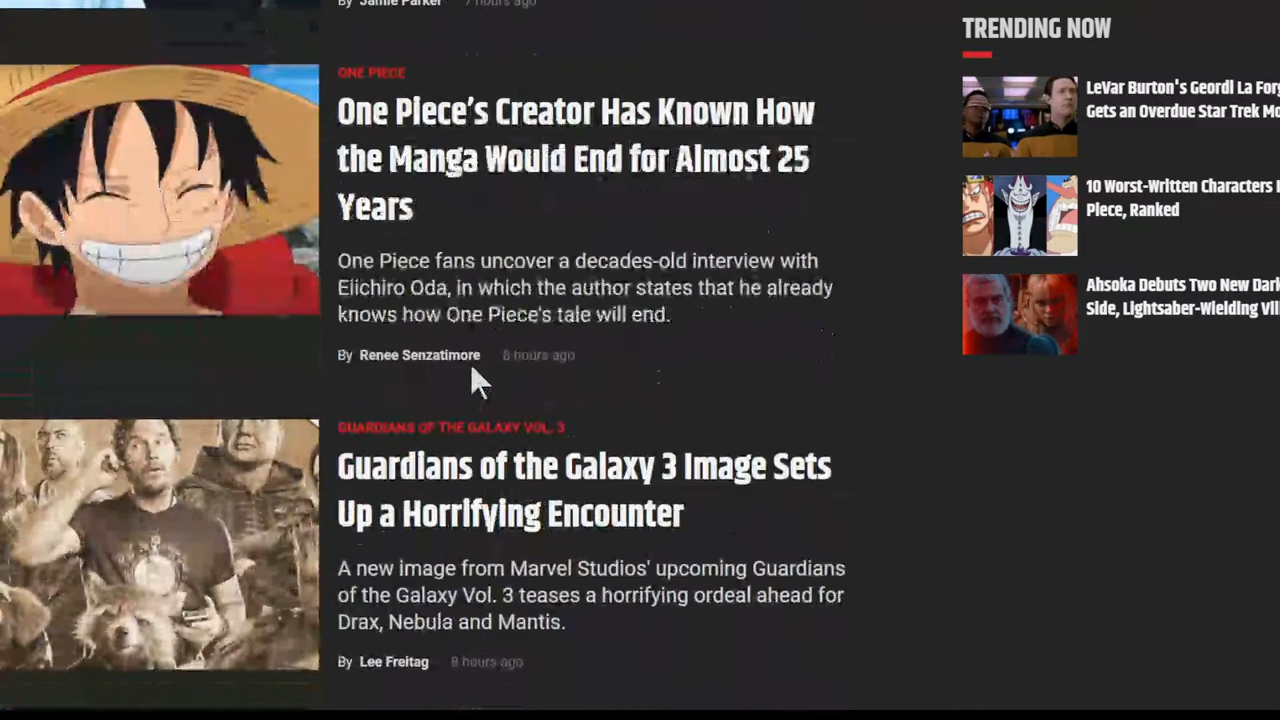 By Jamie Parker 7 hours ago
ONE PIECE
One Piece's Creator Has Known How
the Manga Would End for Almost 25
Years
One Piece fans uncover a decades-old interview with
Eiichiro Oda, in which the author states that he already
knows how One Piece's tale will end.
By Renee Senzatimore 8 hours ago
GUARDIANS OF THE GALAXY VOL. 3
Guardians of the Galaxy 3 Image Sets
Up a Horrifying Encounter
A new image from Marvel Studios' upcoming Guardians
of the Galaxy Vol. 3 teases a horrifying ordeal ahead for
Drax, Nebula and Mantis.
By Lee Freitag 8 hours ago
TRENDING NOW
LeVar Burton's Geordi La For
Gets an Overdue Star Trek Mo
10 Worst-Written Characters
Piece, Ranked
Ahsoka Debuts Two New Dark
Side, Lightsaber-Wielding Vil